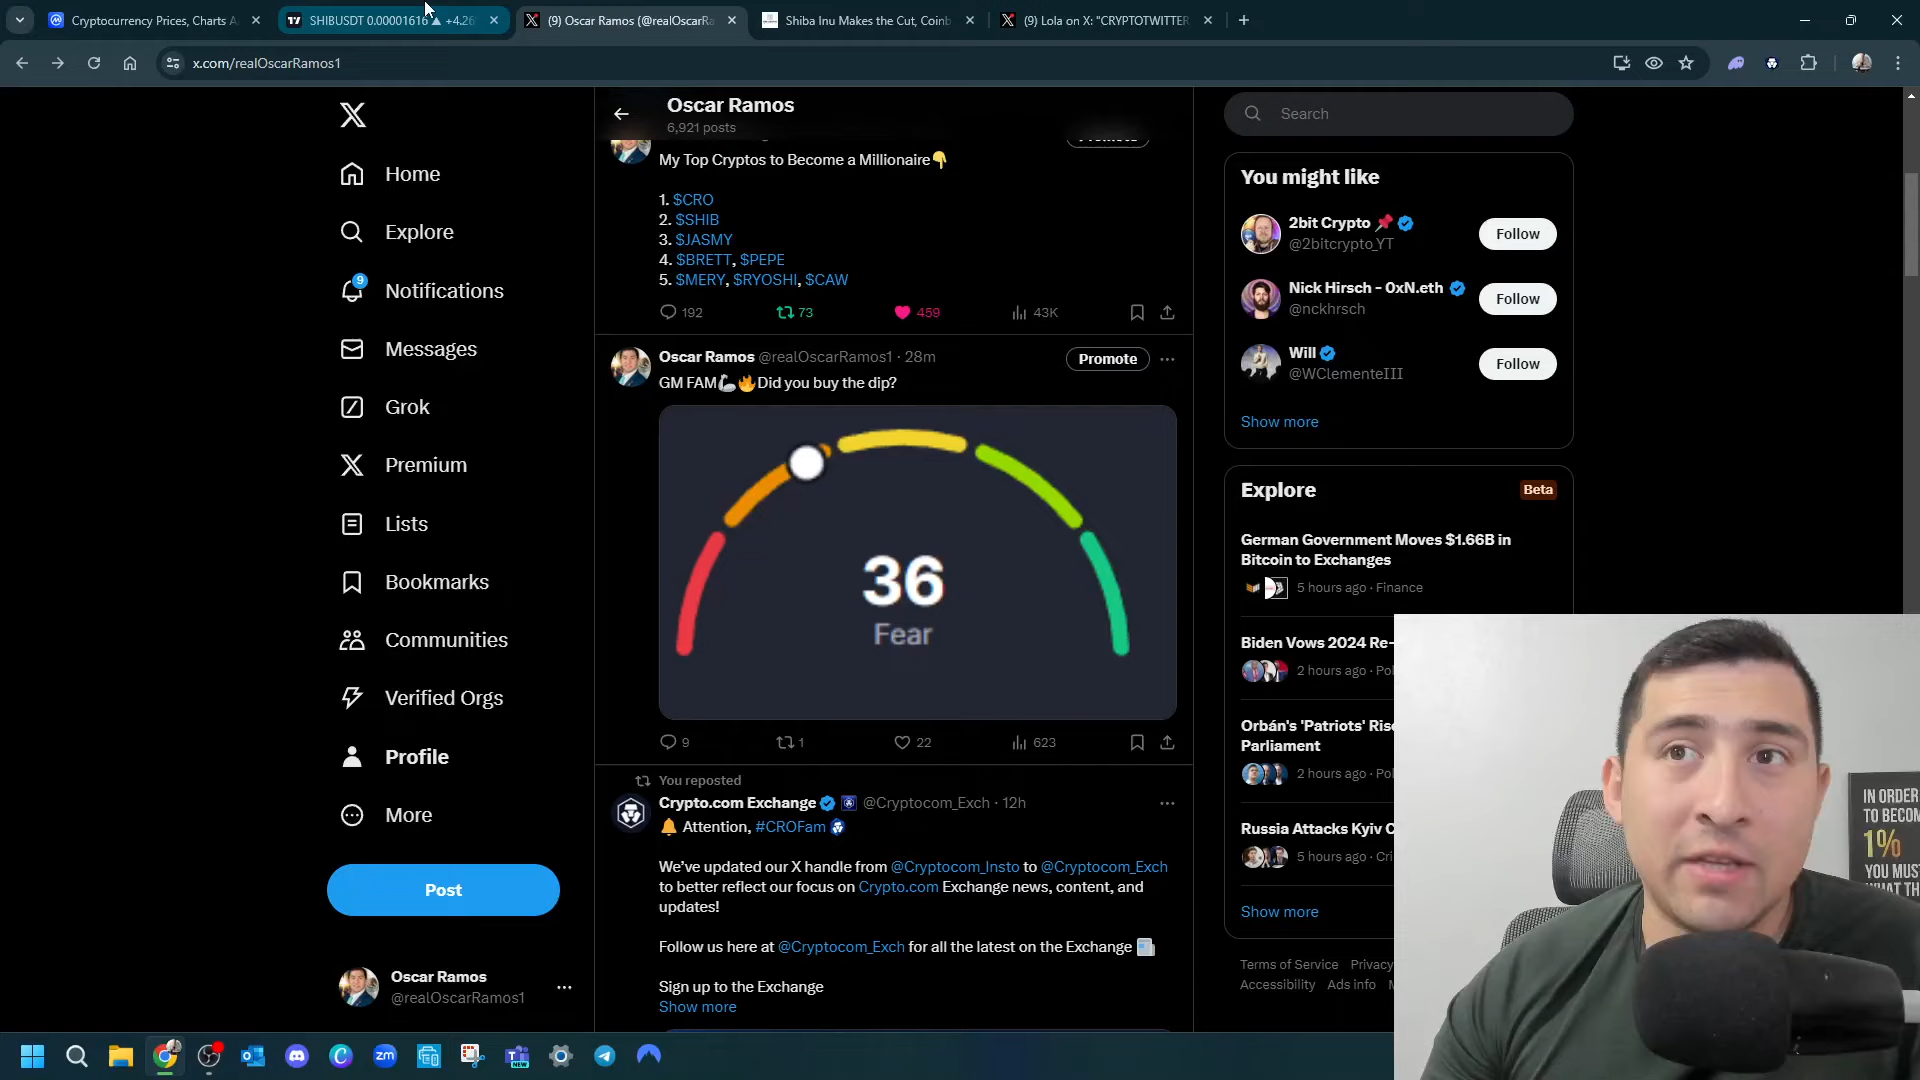 Cryptocurrency Prices, Charts A
SHIBUSDT 0.00001616 ▲ +4.26
(9) Oscar Ramos (@realOscarRa
Shiba Inu Makes the Cut, Coinb
(9) Lola on X: "CRYPTOTWITTER
x.com/realOscarRamos1
Home
Explore
9
Notifications
Messages
Grok
Premium
Lists
Bookmarks
Communities
Verified Orgs
Profile
More
Post
Oscar Ramos
@realOscarRamos1
Oscar Ramos
6,921 posts
My Top Cryptos to Become a Millionaire👇
1. $CRO
2. $SHIB
3. $JASMY
4. $BRETT, $PEPE
5. $MERY, $RYOSHI, $CAW
192 73 459 43K
Oscar Ramos @realOscarRamos1 · 28m
Promote
GM FAM💪🔥Did you buy the dip?
36
Fear
9 1 22 623
You reposted
Crypto.com Exchange @Cryptocom_Exch · 12h
🔔 Attention, #CROFam
We've updated our X handle from @Cryptocom_Insto to @Cryptocom_Exch
to better reflect our focus on Crypto.com Exchange news, content, and
updates!
Follow us here at @Cryptocom_Exch for all the latest on the Exchange 📰
Sign up to the Exchange
Show more
Search
You might like
2bit Crypto 📌
@2bitcrypto_YT
Follow
Nick Hirsch - 0xN.eth
@nckhrsch
Follow
Will
@WClementeIII
Follow
Show more
Explore
Beta
German Government Moves $1.66B in
Bitcoin to Exchanges
5 hours ago · Finance
Biden Vows 2024 Re-
2 hours ago · Pol
Orbán's 'Patriots' Rise
Parliament
2 hours ago · Pol
Russia Attacks Kyiv C
5 hours ago · Cri
Show more
Terms of Service Privacy
Accessibility Ads info
IN ORDER
TO BECOM
1%
YOU MUST
WHAT TH